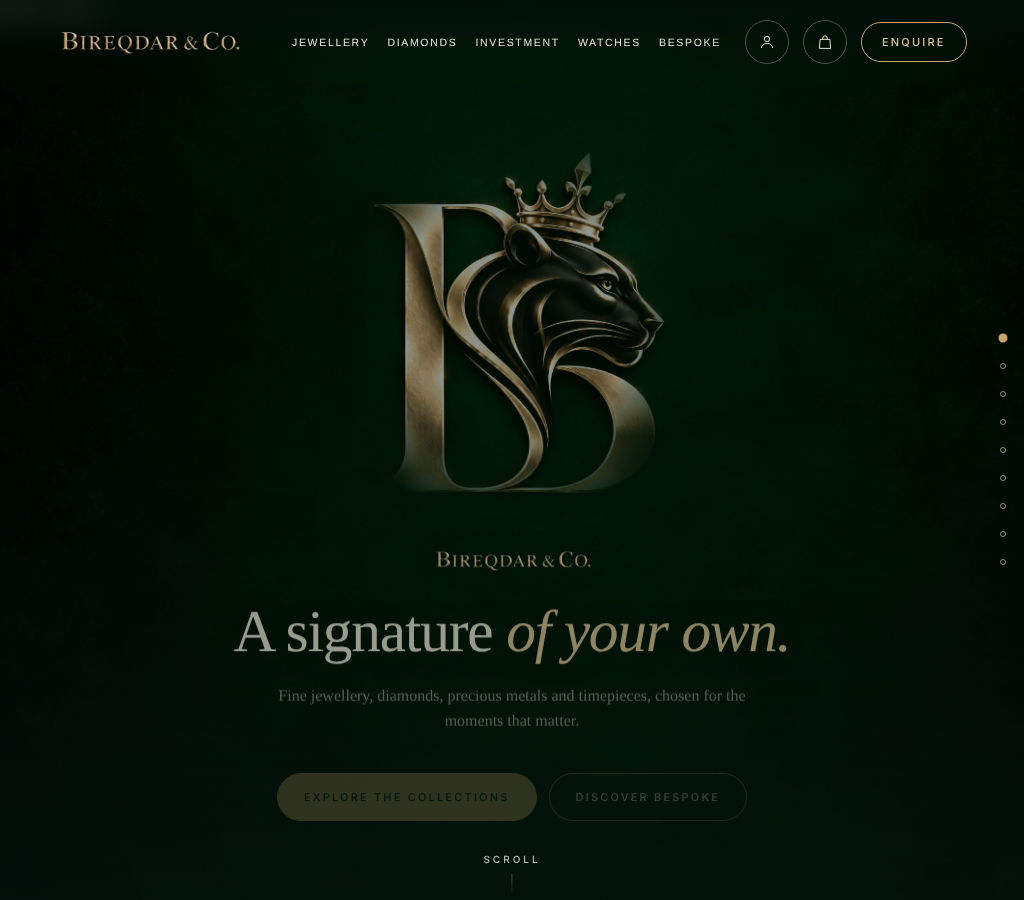 BIREQDAR & CO.
JEWELLERY
DIAMONDS
INVESTMENT
WATCHES
BESPOKE
ENQUIRE
B
BIREQDAR & CO.
A signature of your own.
Fine jewellery, diamonds, precious metals and timepieces, chosen for the
moments that matter.
EXPLORE THE COLLECTIONS
DISCOVER BESPOKE
SCROLL